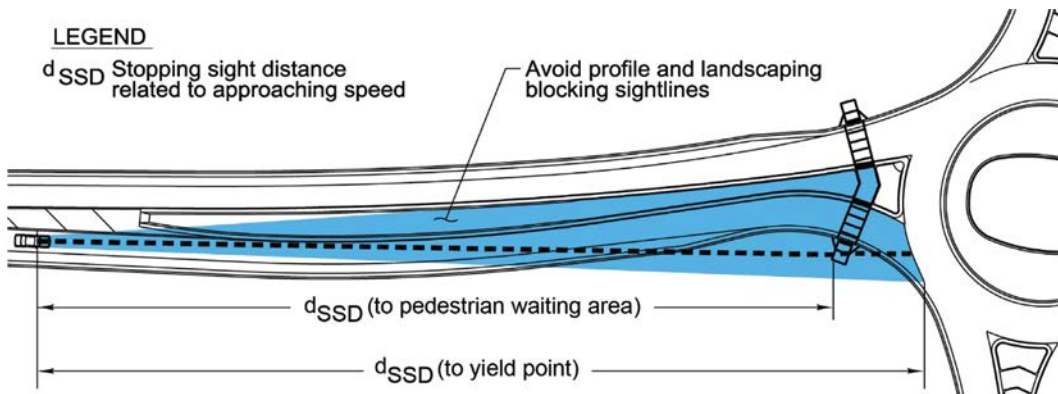 LEGEND
dSSD Stopping sight distance
related to approaching speed
Avoid profile and landscaping
blocking sightlines
dSSD (to pedestrian waiting area)
dSSD (to yield point)